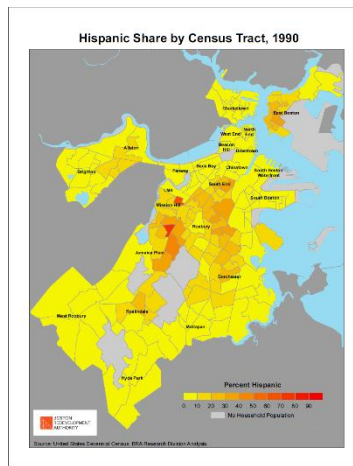 Hispanic Share by Census Tract, 1990
Charlestown
East Boston
West End
North End
Beacon Hill
Downtown
Allston
Brighton
Back Bay
Fenway
Chinatown
South Boston Waterfront
South End
LMA
Mission Hill
South Boston
Roxbury
Jamaica Plain
Dorchester
West Roxbury
Roslindale
Mattapan
Hyde Park
Percent Hispanic
0 10 20 30 40 50 60 70 80 90
No Household Population
BOSTON
REDEVELOPMENT
AUTHORITY
Source: United States Decennial Census, BRA Research Division Analysis